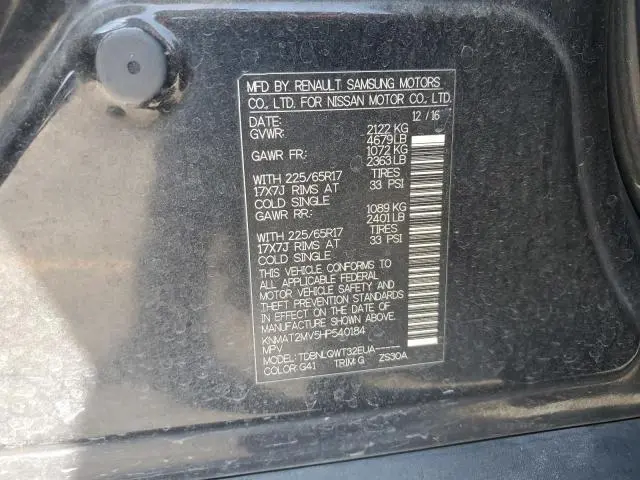 MFD BY RENAULT SAMSUNG MOTORS
CO., LTD. FOR NISSAN MOTOR CO., LTD.
DATE: 12 / 16
GVWR: 2122 KG
4679 LB
GAWR FR: 1072 KG
2363 LB
WITH 225/65R17 TIRES
17X7J RIMS AT 33 PSI
COLD SINGLE
GAWR RR: 1089 KG
2401 LB
WITH 225/65R17 TIRES
17X7J RIMS AT 33 PSI
COLD SINGLE
THIS VEHICLE CONFORMS TO
ALL APPLICABLE FEDERAL
MOTOR VEHICLE SAFETY AND
THEFT PREVENTION STANDARDS
IN EFFECT ON THE DATE OF
MANUFACTURE SHOWN ABOVE.
KNMAT2MV5HP540184
MPV
MODEL: TDBNLQWT32EUA-----
COLOR:G41 TRIM:G ZS30A